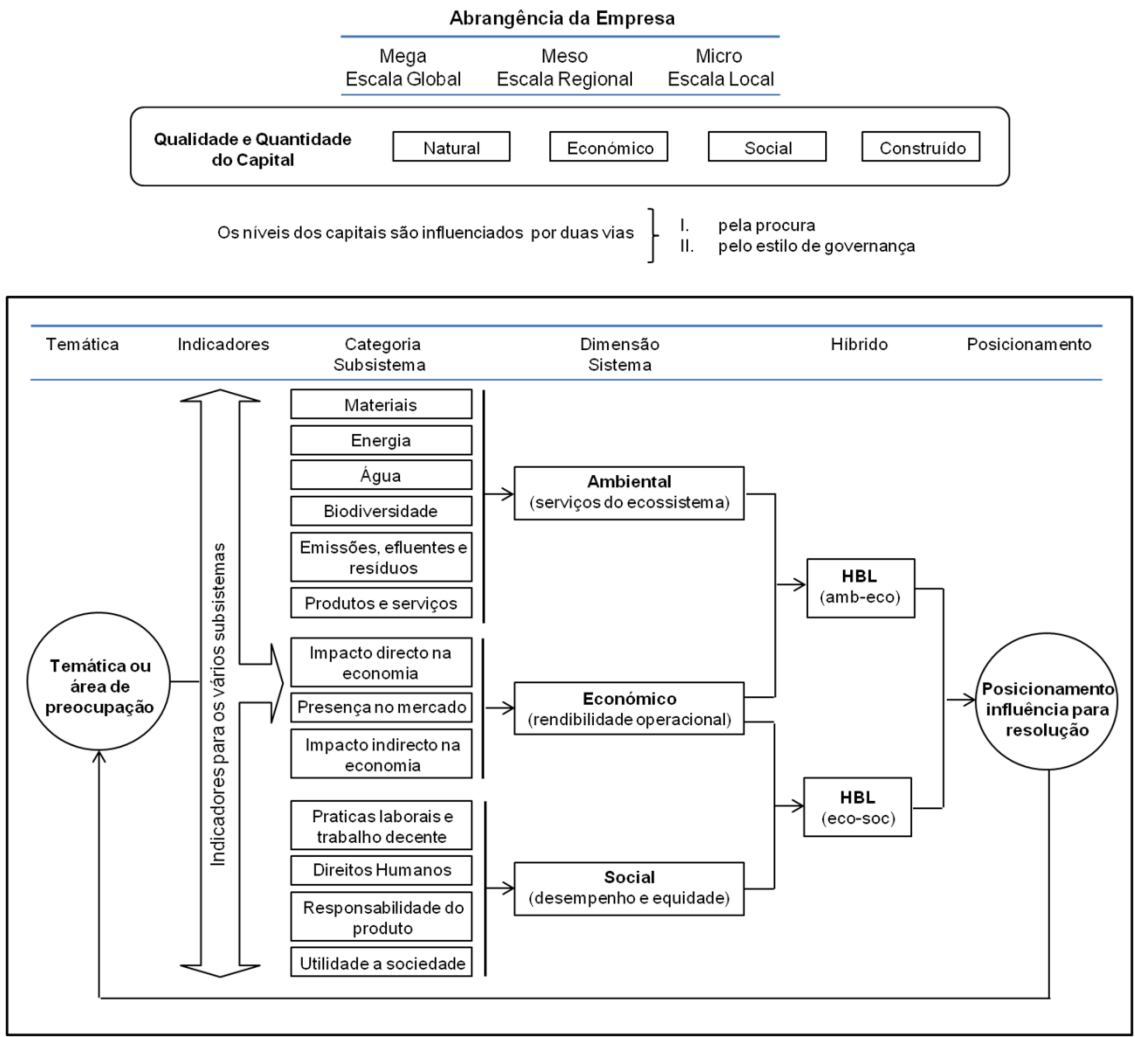 Abrangência da Empresa
Mega
Escala Global
Meso
Escala Regional
Micro
Escala Local
Qualidade e Quantidade
do Capital
Natural
Económico
Social
Construído
Os níveis dos capitais são influenciados por duas vias
I. pela procura
II. pelo estilo de governança
Temática
Indicadores
Categoria
Subsistema
Dimensão
Sistema
Híbrido
Posicionamento
Temática ou
área de
preocupação
Indicadores para os vários subsistemas
Materiais
Energia
Água
Biodiversidade
Emissões, efluentes e
resíduos
Produtos e serviços
Impacto directo na
economia
Presença no mercado
Impacto indirecto na
economia
Praticas laborais e
trabalho decente
Direitos Humanos
Responsabilidade do
produto
Utilidade a sociedade
Ambiental
(serviços do ecossistema)
Económico
(rendibilidade operacional)
Social
(desempenho e equidade)
HBL
(amb-eco)
HBL
(eco-soc)
Posicionamento
influência para
resolução